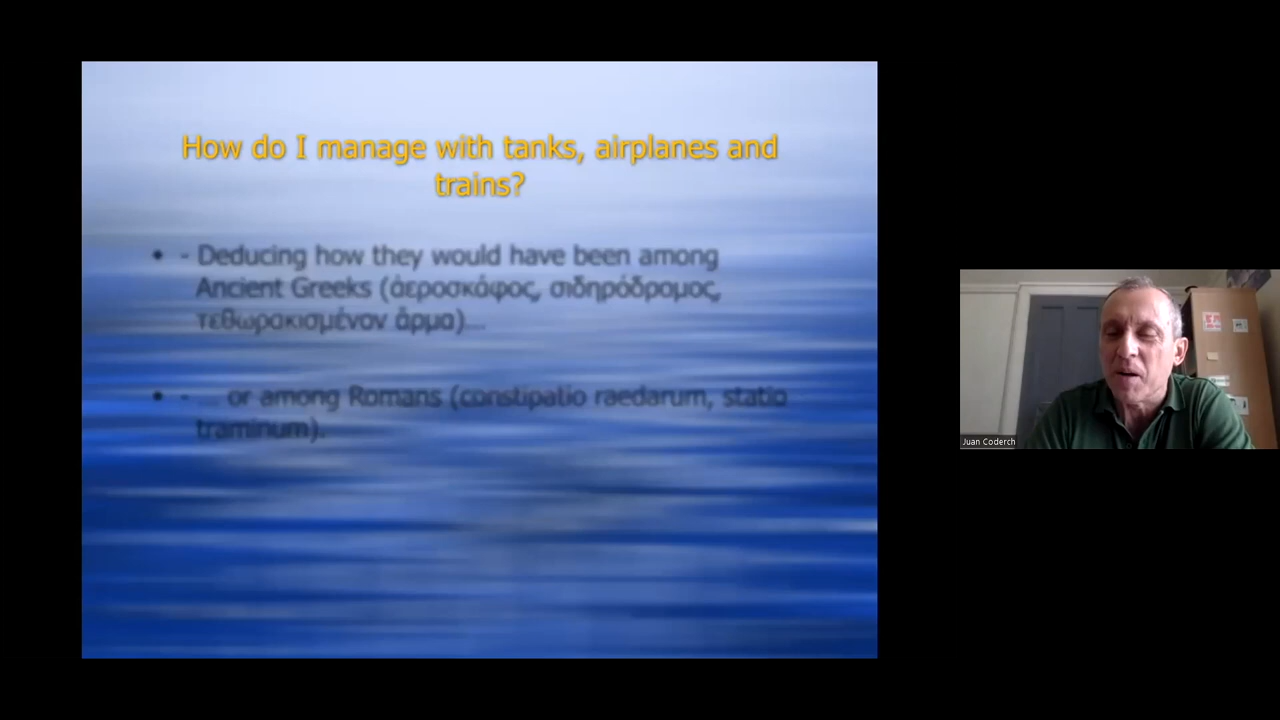 How do I manage with tanks, airplanes and
trains?
• - Deducing how they would have been among
Ancient Greeks (ἀεροσκάφος, σιδηρόδρομος,
τεθωρακισμένον ἅρμα)...
• - or among Romans (constipatio raedarum, statio
traminum).
Juan Coderch